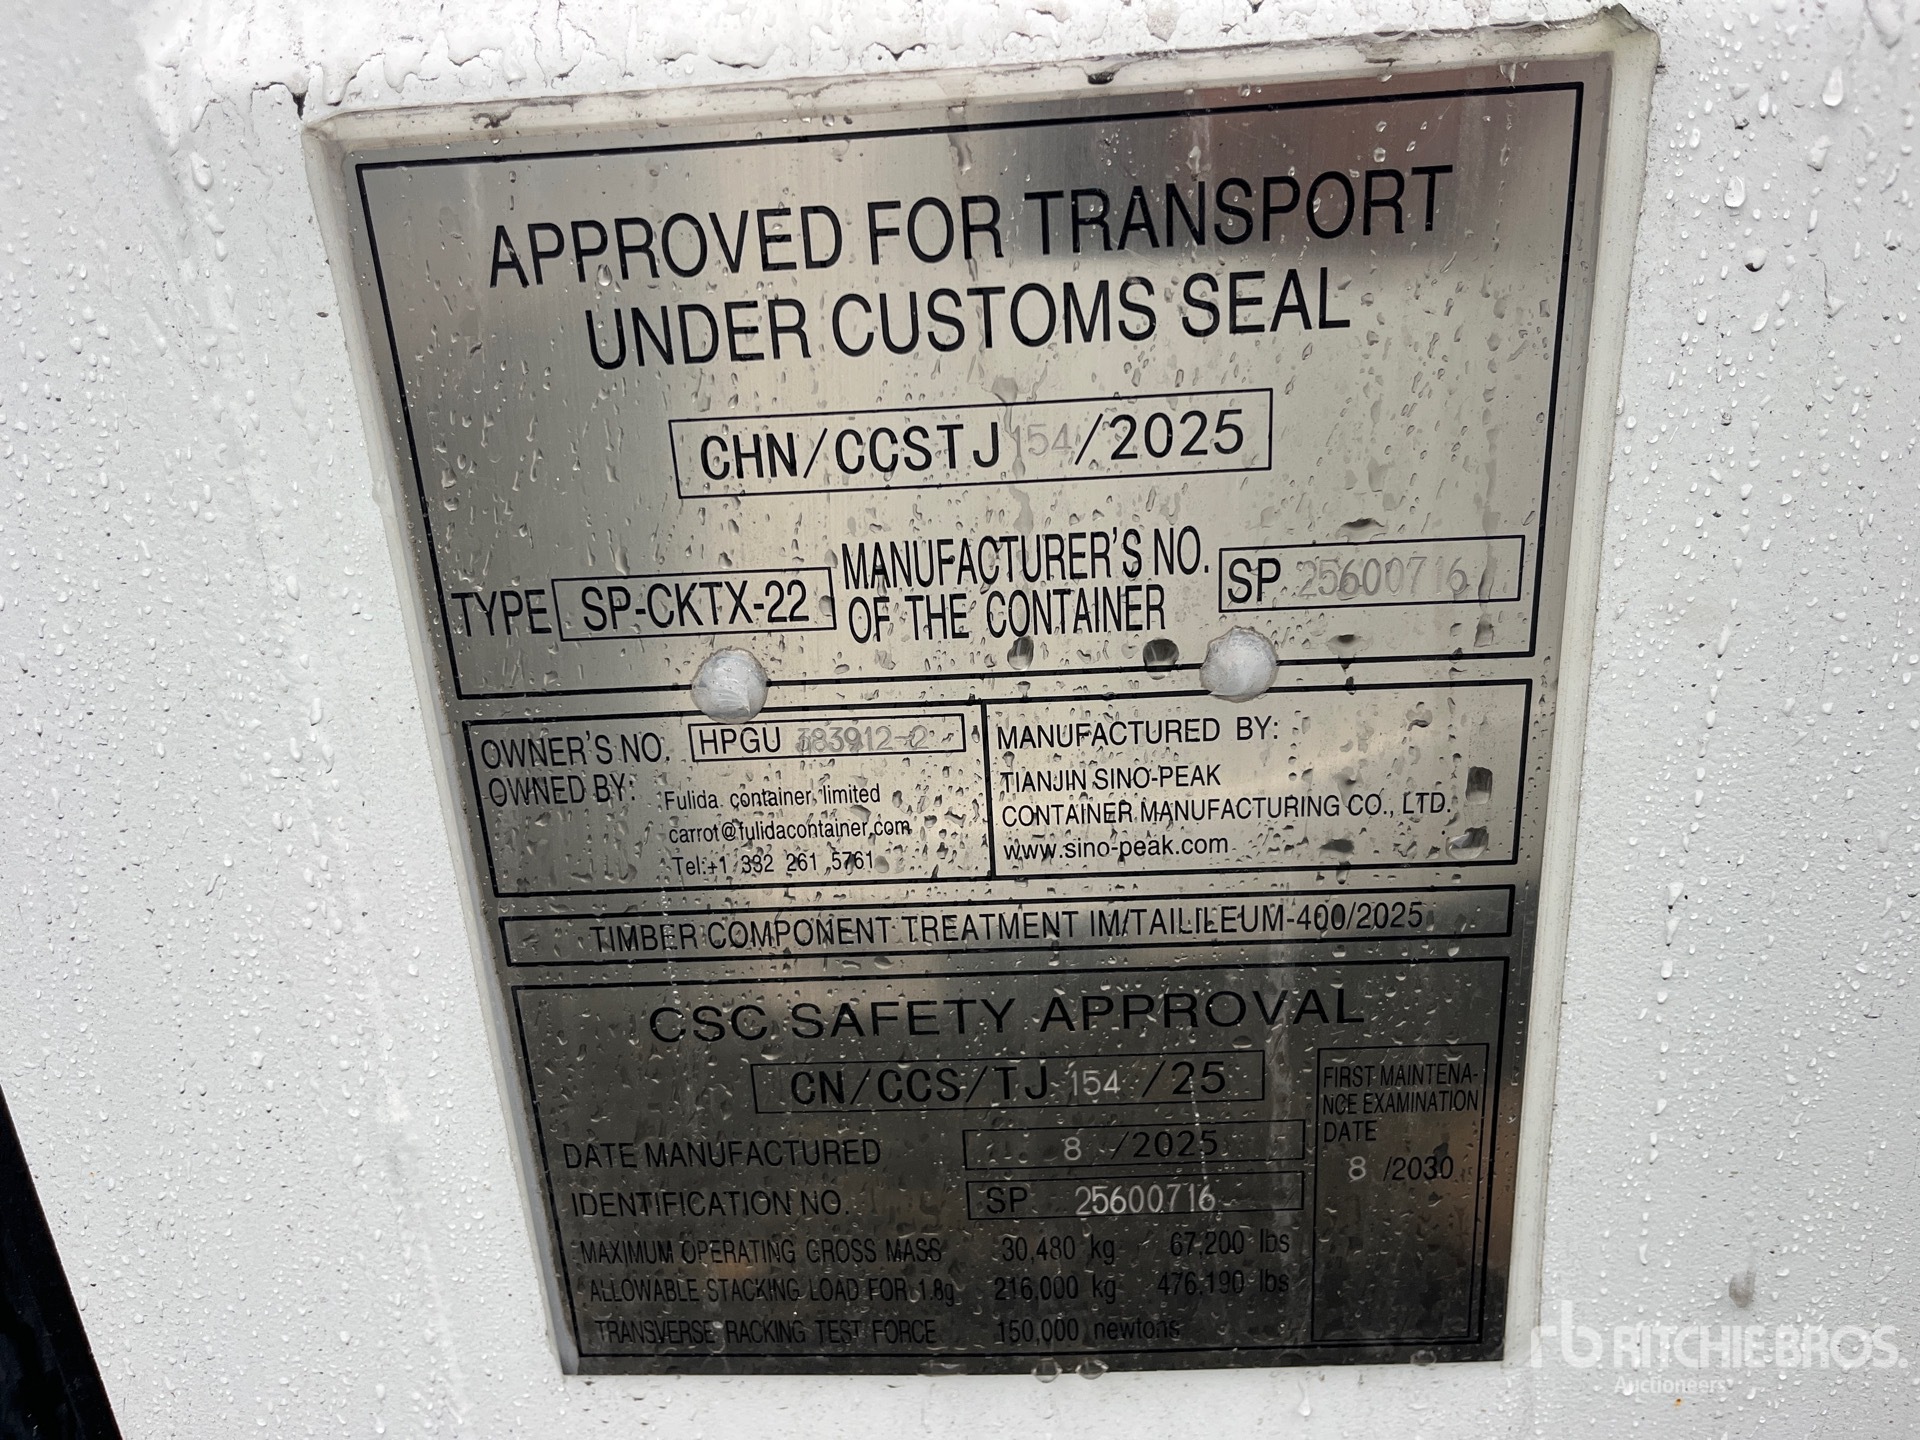 APPROVED FOR TRANSPORT
UNDER CUSTOMS SEAL
CHN/CCSTJ 154 /2025
TYPE SP-CKTX-22 MANUFACTURER'S NO.
OF THE CONTAINER SP 25600716
OWNER'S NO. HPGU 383912-2
OWNED BY: Fulida container limited
carrot@fulidacontainer.com
Tel:+1 332 261 5761
MANUFACTURED BY:
TIANJIN SINO-PEAK
CONTAINER MANUFACTURING CO., LTD.
www.sino-peak.com
TIMBER COMPONENT TREATMENT IM/TAILILEUM-400/2025
CSC SAFETY APPROVAL
CN/CCS/TJ 154 /25
DATE MANUFACTURED 8 /2025
IDENTIFICATION NO. SP 25600716
MAXIMUM OPERATING GROSS MASS 30,480 kg 67,200 lbs
ALLOWABLE STACKING LOAD FOR 1.8g 216,000 kg 476,190 lbs
TRANSVERSE RACKING TEST FORCE 150,000 newtons
FIRST MAINTENA-
NCE EXAMINATION
DATE
8 /2030
rb RITCHIE BROS.
Auctioneers